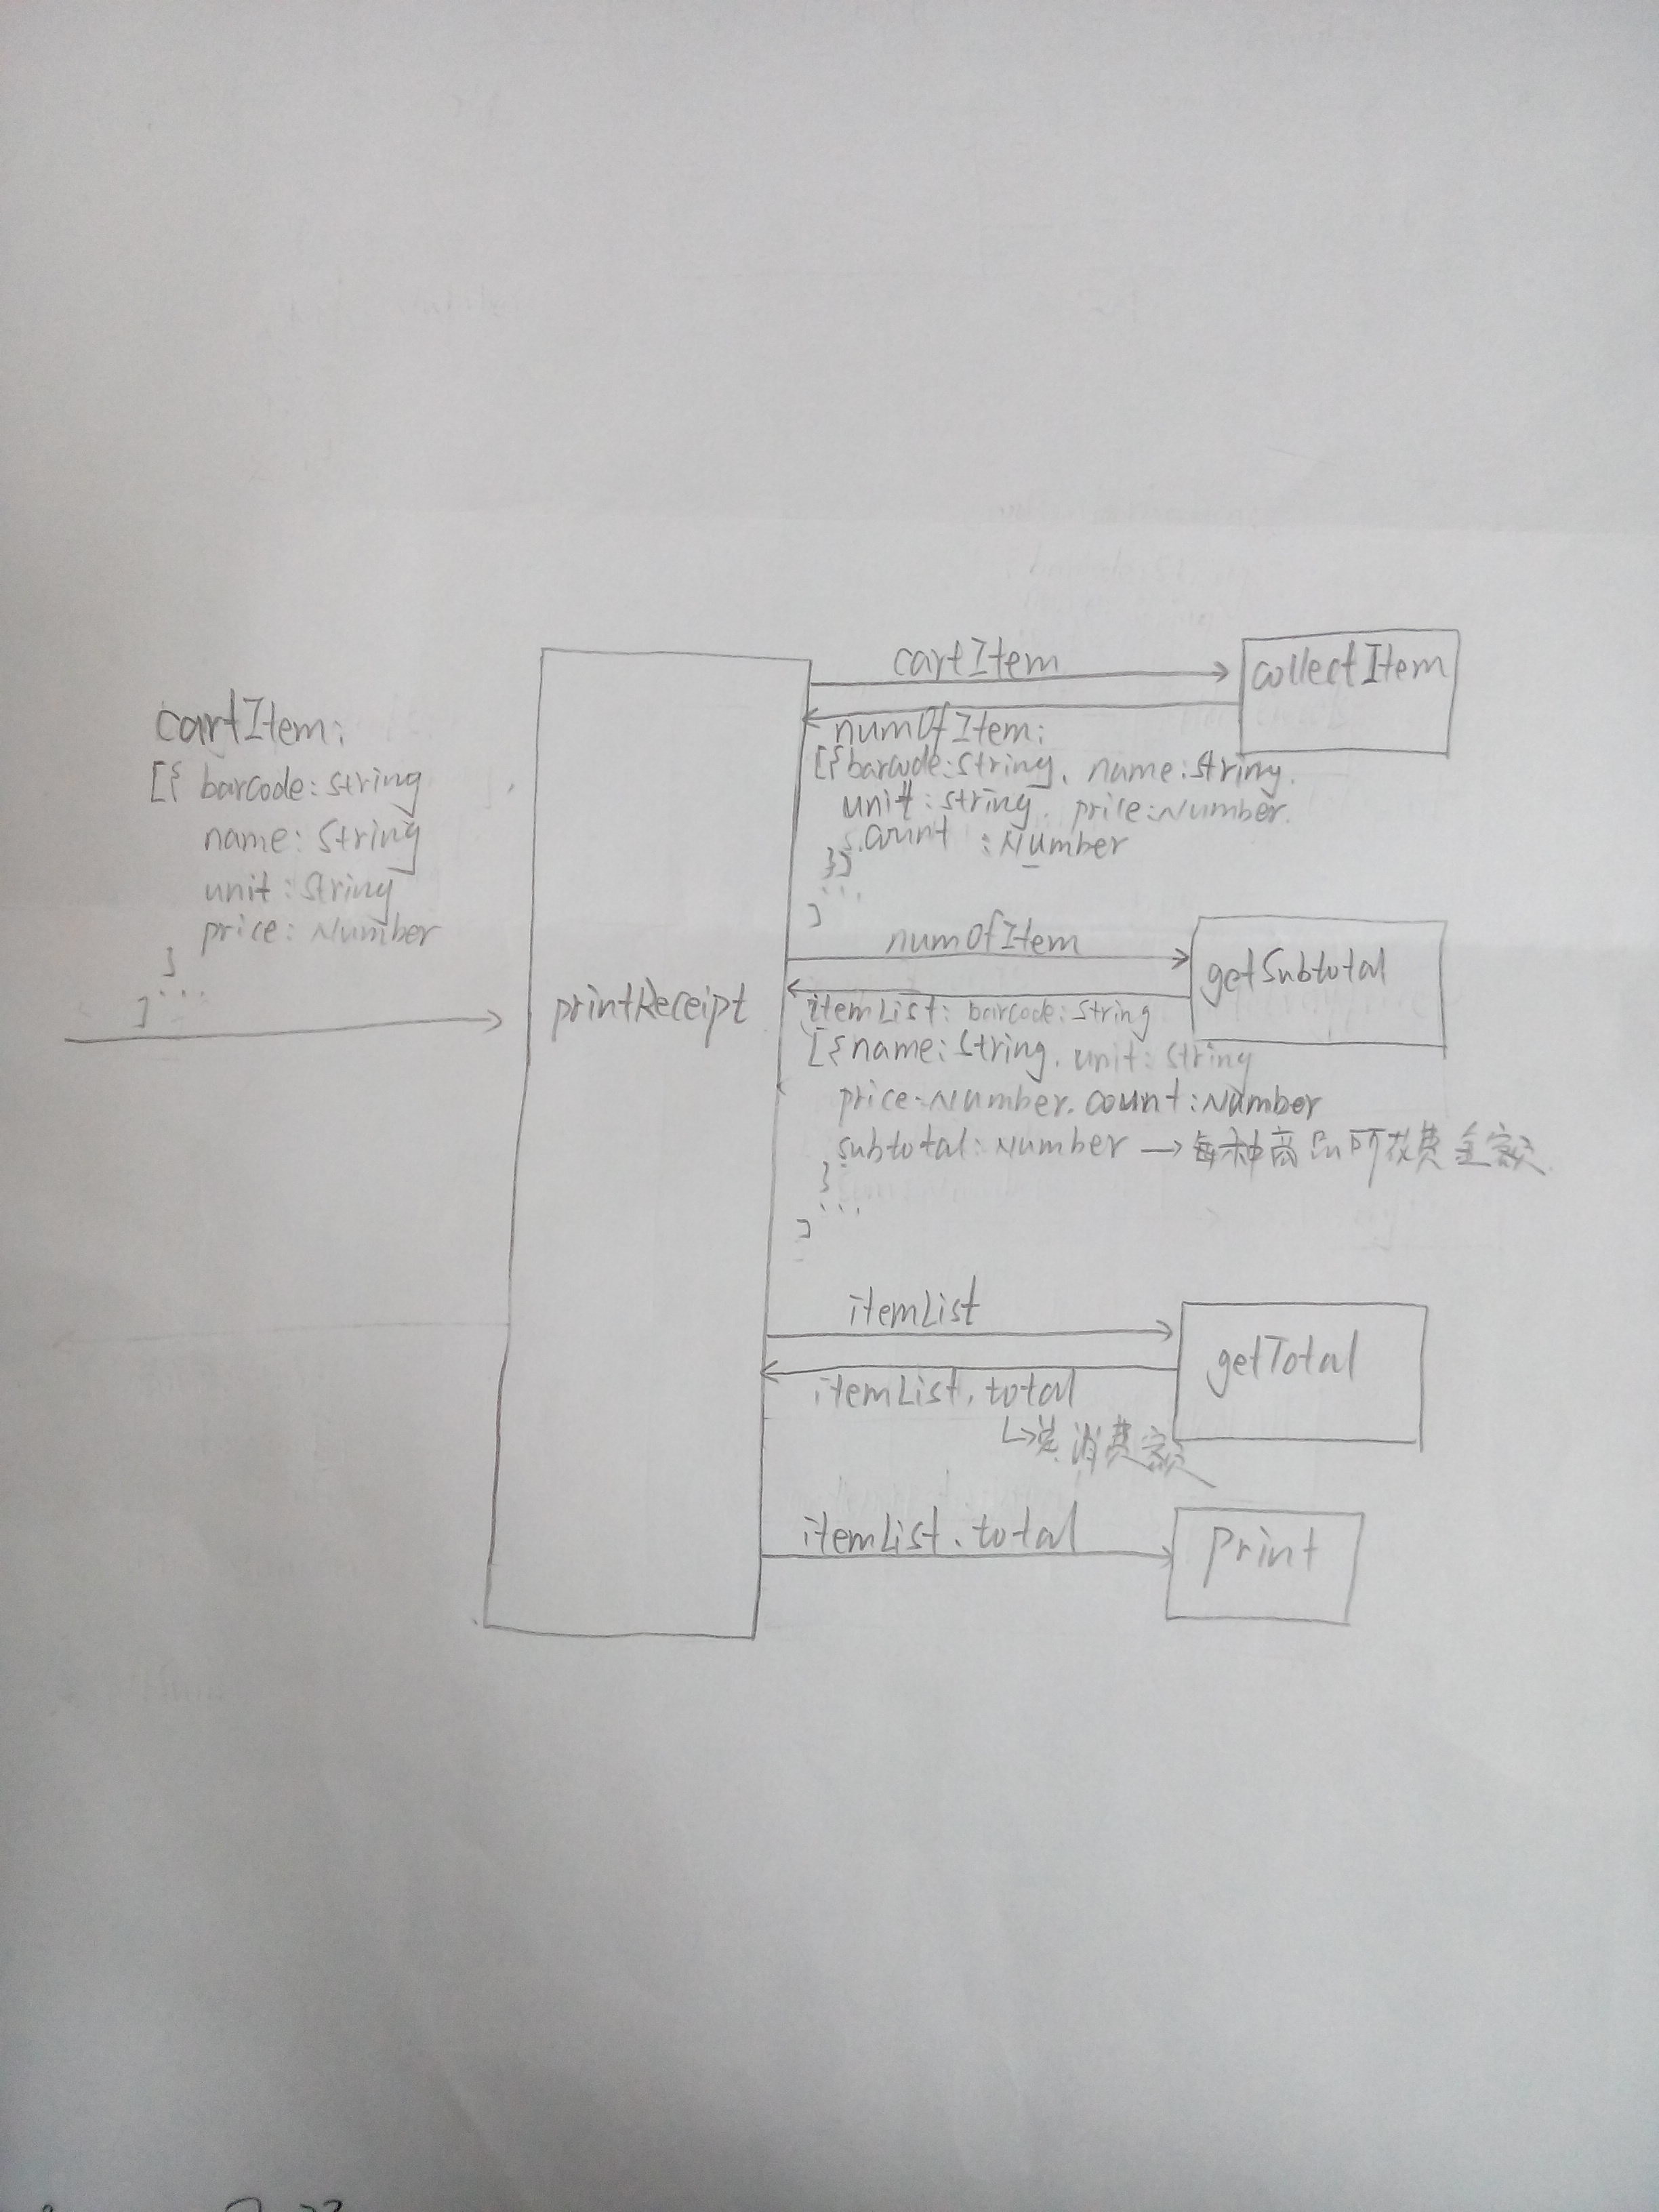 cartItem:
[{ barcode: String
name: String
unit: String
price: Number
}
...
]
printReceipt
cartItem
collectItem
numOfItem:
[{barcode: String, name: String,
unit: String, price: Number,
count : Number
}]
...
]
numOfItem
getSubtotal
itemList: barcode: String
[{name: String, unit: String
price: Number, count: Number
subtotal: Number → 每种商品所花费金额
}
...
]
itemList
getTotal
itemList, total
↳总消费额
itemList, total
print